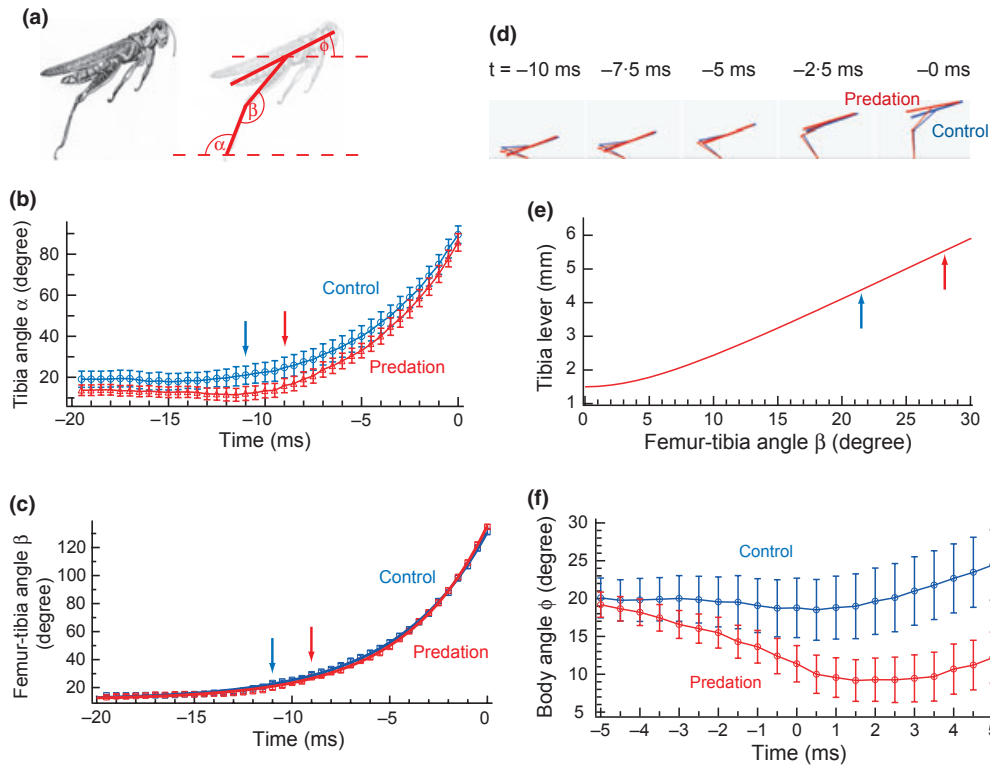 (a)
ϕ
β
α
(d)
t = –10 ms –7·5 ms –5 ms –2·5 ms –0 ms
Predation
Control
(b)
Tibia angle α (degree)
80
60
40
20
Control
Predation
–20 –15 –10 –5 0
Time (ms)
(e)
Tibia lever (mm)
6
5
4
3
2
1
0 5 10 15 20 25 30
Femur-tibia angle β (degree)
(c)
Femur-tibia angle β
(degree)
120
100
80
60
40
20
Control
Predation
–20 –15 –10 –5 0
Time (ms)
(f)
Body angle ϕ (degree)
30
25
20
15
10
5
Control
Predation
–5 –4 –3 –2 –1 0 1 2 3 4 5
Time (ms)